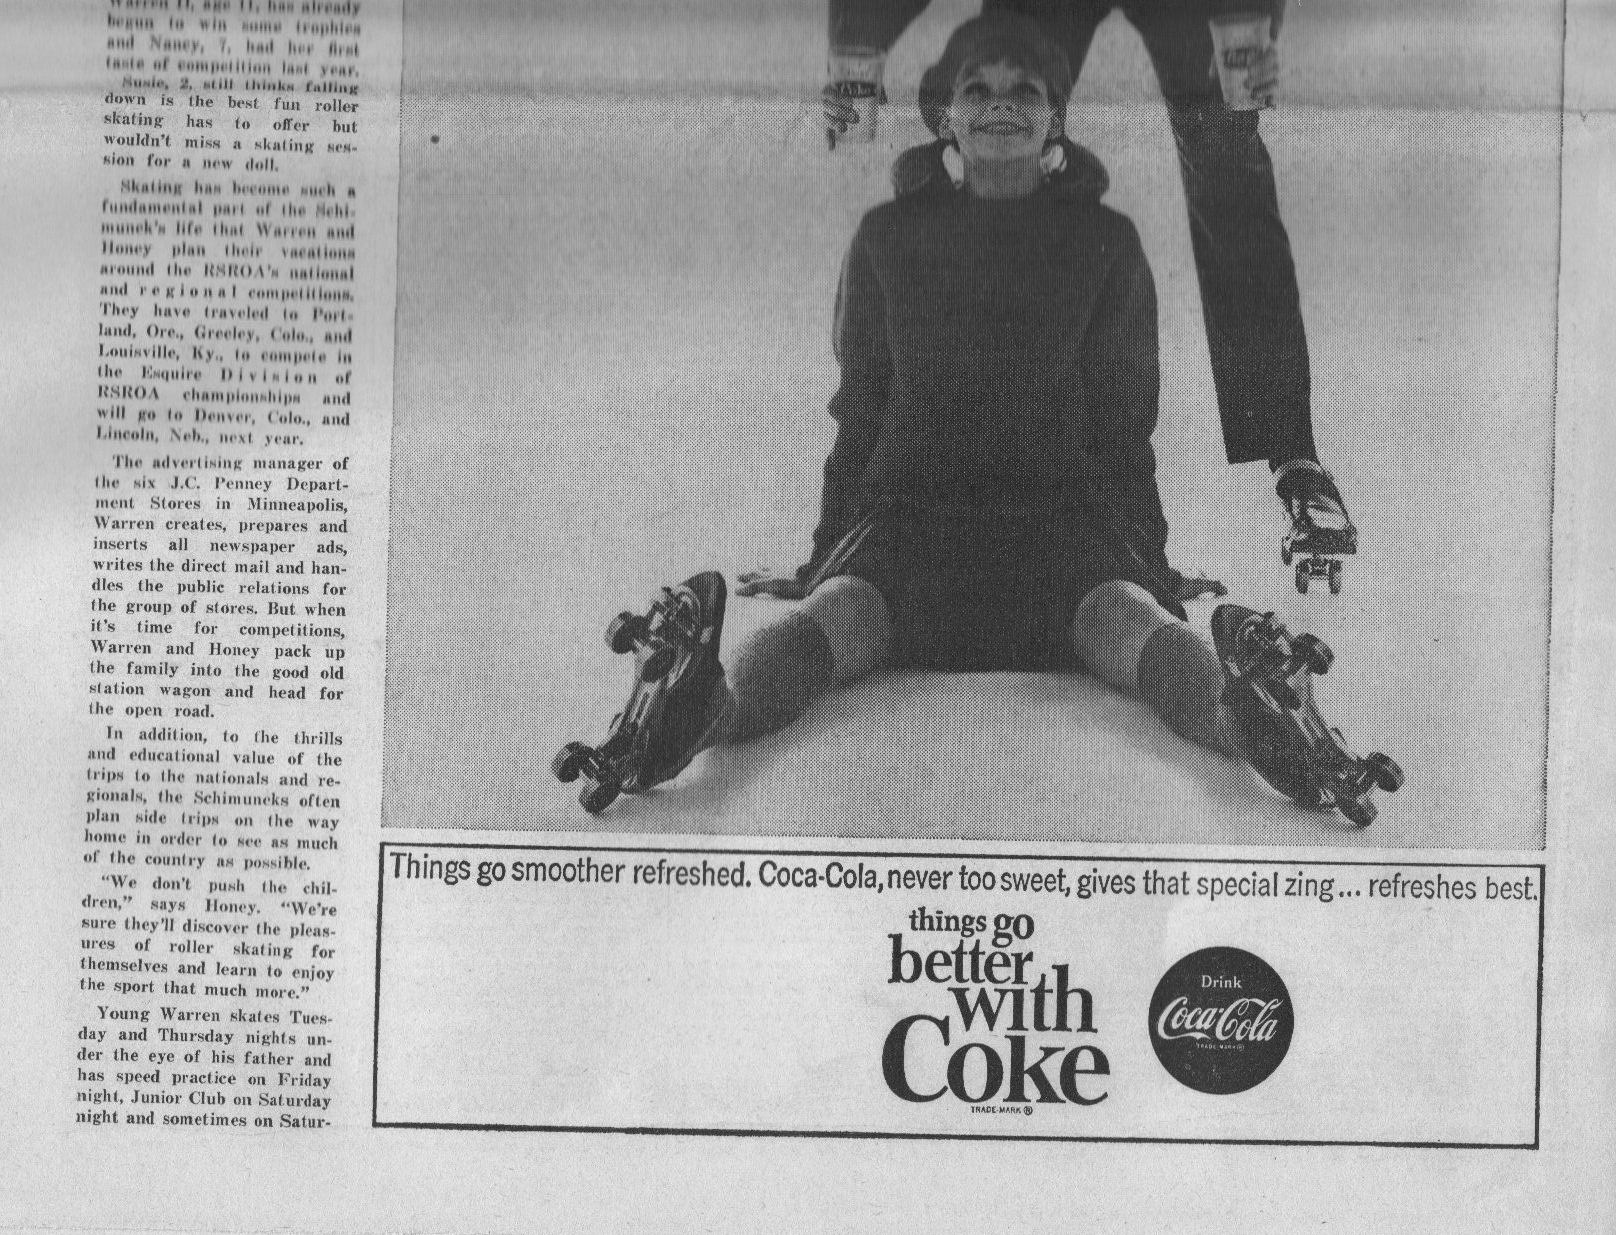 Warren II, age 11, has already
begun to win some trophies
and Nancy, 7, had her first
taste of competition last year.
Susie, 2, still thinks falling
down is the best fun roller
skating has to offer but
wouldn't miss a skating ses-
sion for a new doll.
Skating has become such a
fundamental part of the Schi-
munek's life that Warren and
Honey plan their vacations
around the RSROA's national
and regional competitions.
They have traveled to Port-
land, Ore., Greeley, Colo., and
Louisville, Ky., to compete in
the Esquire Division of
RSROA championships and
will go to Denver, Colo., and
Lincoln, Neb., next year.
The advertising manager of
the six J.C. Penney Depart-
ment Stores in Minneapolis,
Warren creates, prepares and
inserts all newspaper ads,
writes the direct mail and han-
dles the public relations for
the group of stores. But when
it's time for competitions,
Warren and Honey pack up
the family into the good old
station wagon and head for
the open road.
In addition, to the thrills
and educational value of the
trips to the nationals and re-
gionals, the Schimuneks often
plan side trips on the way
home in order to see as much
of the country as possible.
"We don't push the chil-
dren," says Honey. "We're
sure they'll discover the pleas-
ures of roller skating for
themselves and learn to enjoy
the sport that much more."
Young Warren skates Tues-
day and Thursday nights un-
der the eye of his father and
has speed practice on Friday
night, Junior Club on Saturday
night and sometimes on Satur-
Things go smoother refreshed. Coca-Cola, never too sweet, gives that special zing... refreshes best.
things go
better
with
Coke
TRADE-MARK ®
Drink
Coca-Cola
TRADE-MARK ®